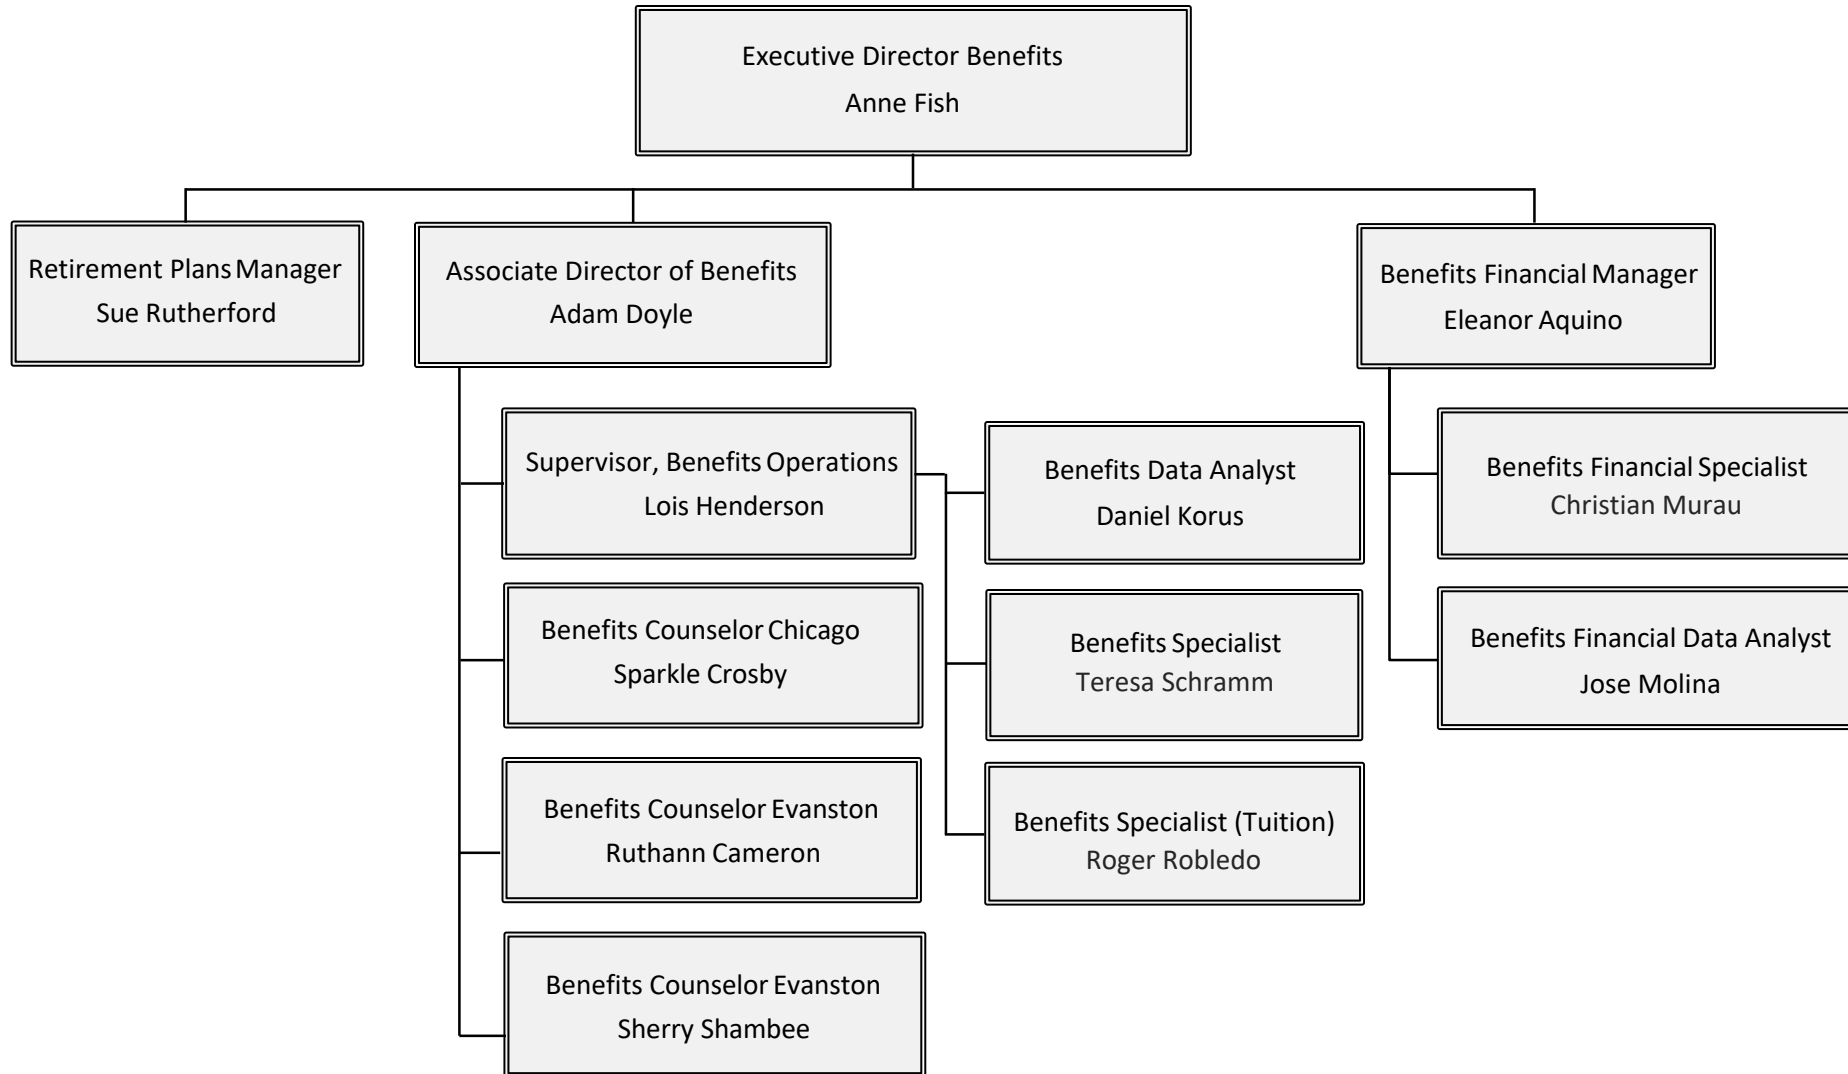 Executive Director Benefits
Anne Fish
Retirement Plans Manager
Sue Rutherford
Associate Director of Benefits
Adam Doyle
Benefits Financial Manager
Eleanor Aquino
Supervisor, Benefits Operations
Lois Henderson
Benefits Data Analyst
Daniel Korus
Benefits Financial Specialist
Christian Murau
Benefits Counselor Chicago
Sparkle Crosby
Benefits Specialist
Teresa Schramm
Benefits Financial Data Analyst
Jose Molina
Benefits Counselor Evanston
Ruthann Cameron
Benefits Specialist (Tuition)
Roger Robledo
Benefits Counselor Evanston
Sherry Shambee